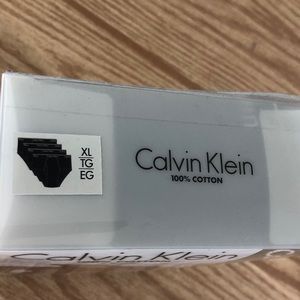 XL
TG
EG
Calvin Klein
100% COTTON
Calvin Klein